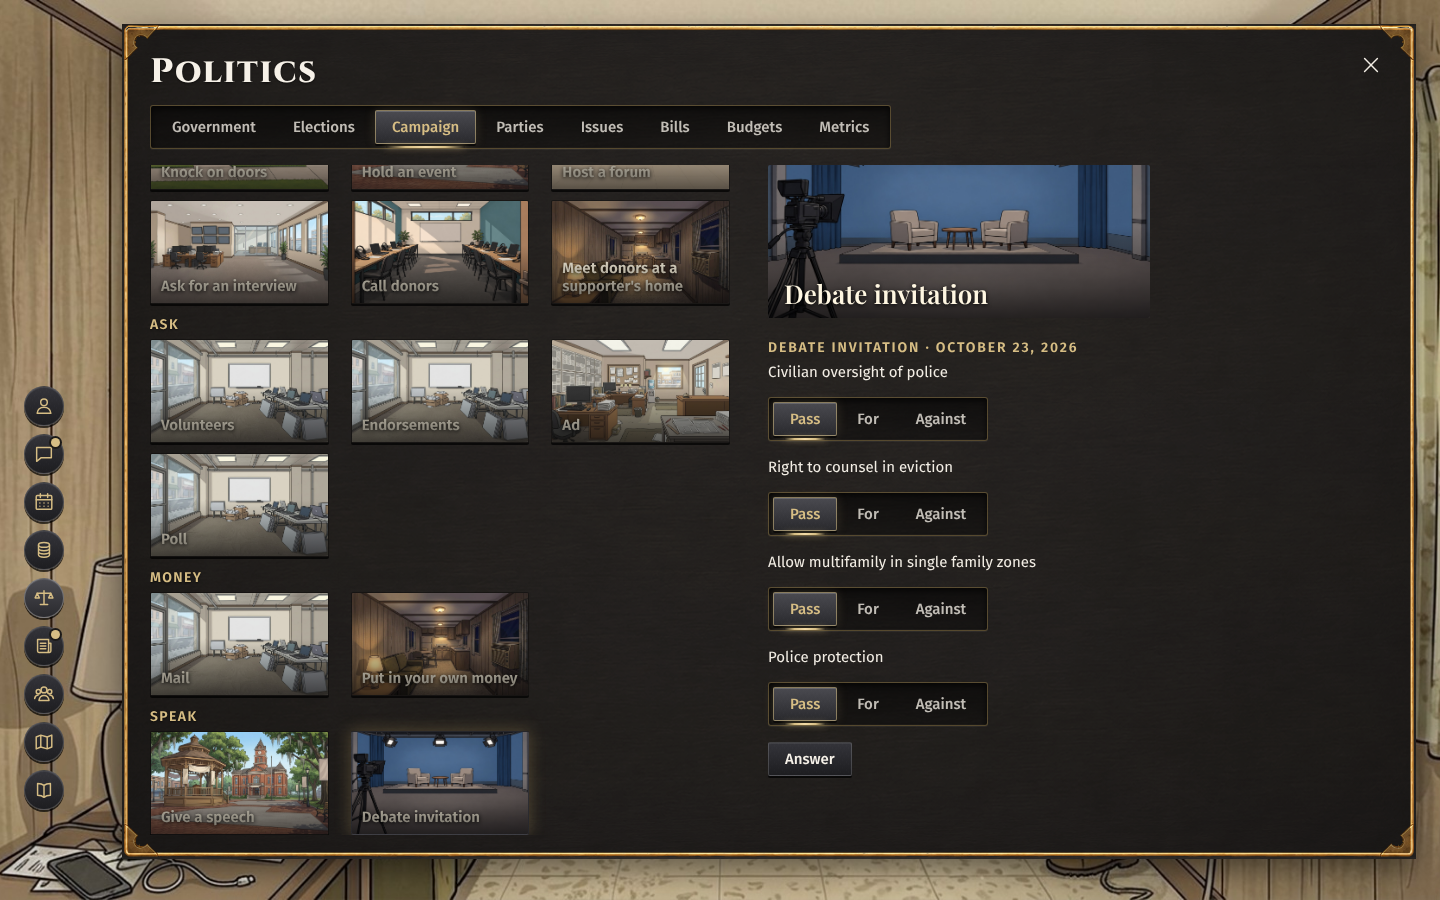 Politics
Government
Elections
Campaign
Parties
Issues
Bills
Budgets
Metrics
Knock on doors
Hold an event
Host a forum
Ask for an interview
Call donors
Meet donors at a
supporter's home
ASK
Volunteers
Endorsements
Ad
Poll
MONEY
Mail
Put in your own money
SPEAK
Give a speech
Debate invitation
Debate invitation
DEBATE INVITATION · OCTOBER 23, 2026
Civilian oversight of police
Pass For Against
Right to counsel in eviction
Pass For Against
Allow multifamily in single family zones
Pass For Against
Police protection
Pass For Against
Answer